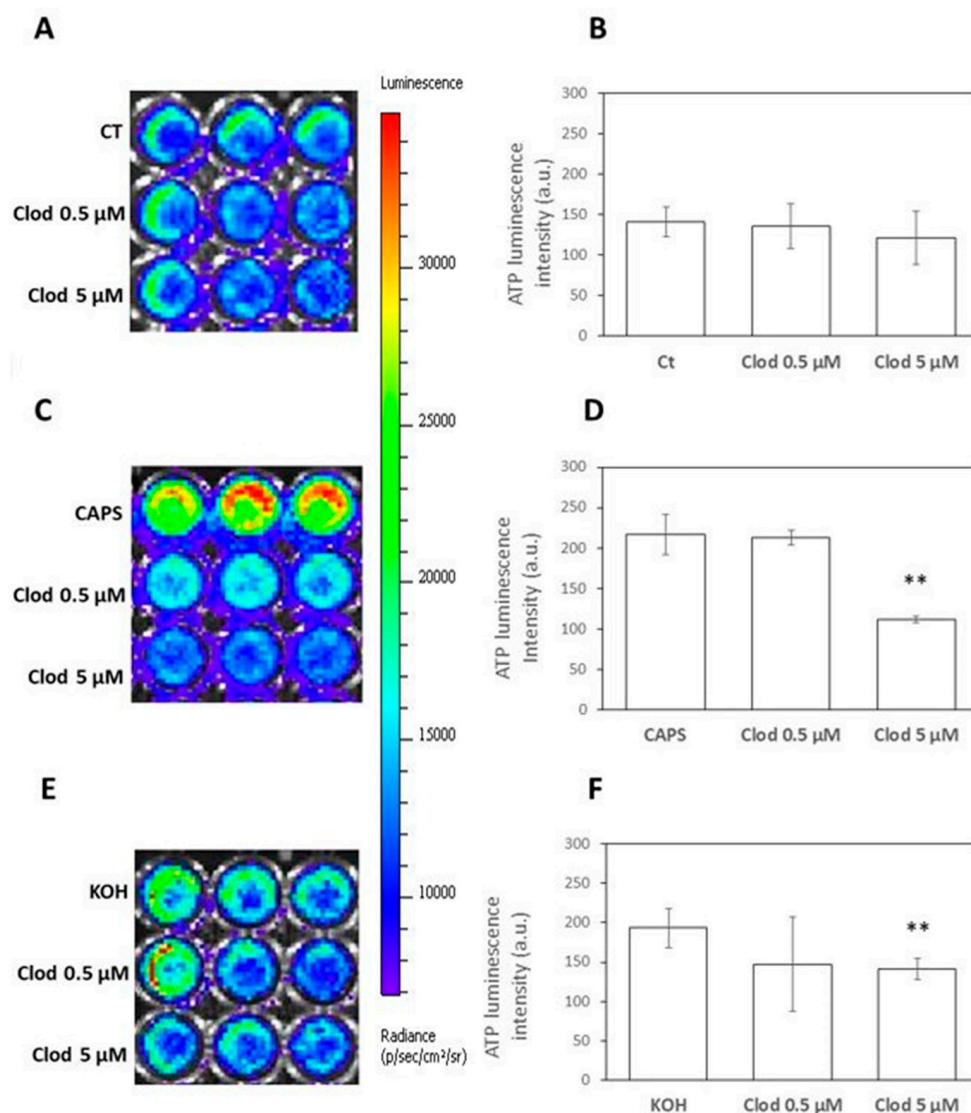 A
B
Luminescence
CT
Clod 0.5 μM
Clod 5 μM
30000
25000
20000
15000
10000
Radiance
(p/sec/cm²/sr)
ATP luminescence
intensity (a.u.)
300
250
200
150
100
50
0
Ct
Clod 0.5 μM
Clod 5 μM
C
D
CAPS
Clod 0.5 μM
Clod 5 μM
ATP luminescence
Intensity (a.u.)
300
250
200
150
100
50
0
**
CAPS
Clod 0.5 μM
Clod 5 μM
E
F
KOH
Clod 0.5 μM
Clod 5 μM
ATP luminescence
intensity (a.u.)
300
250
200
150
100
50
0
**
KOH
Clod 0.5 μM
Clod 5 μM